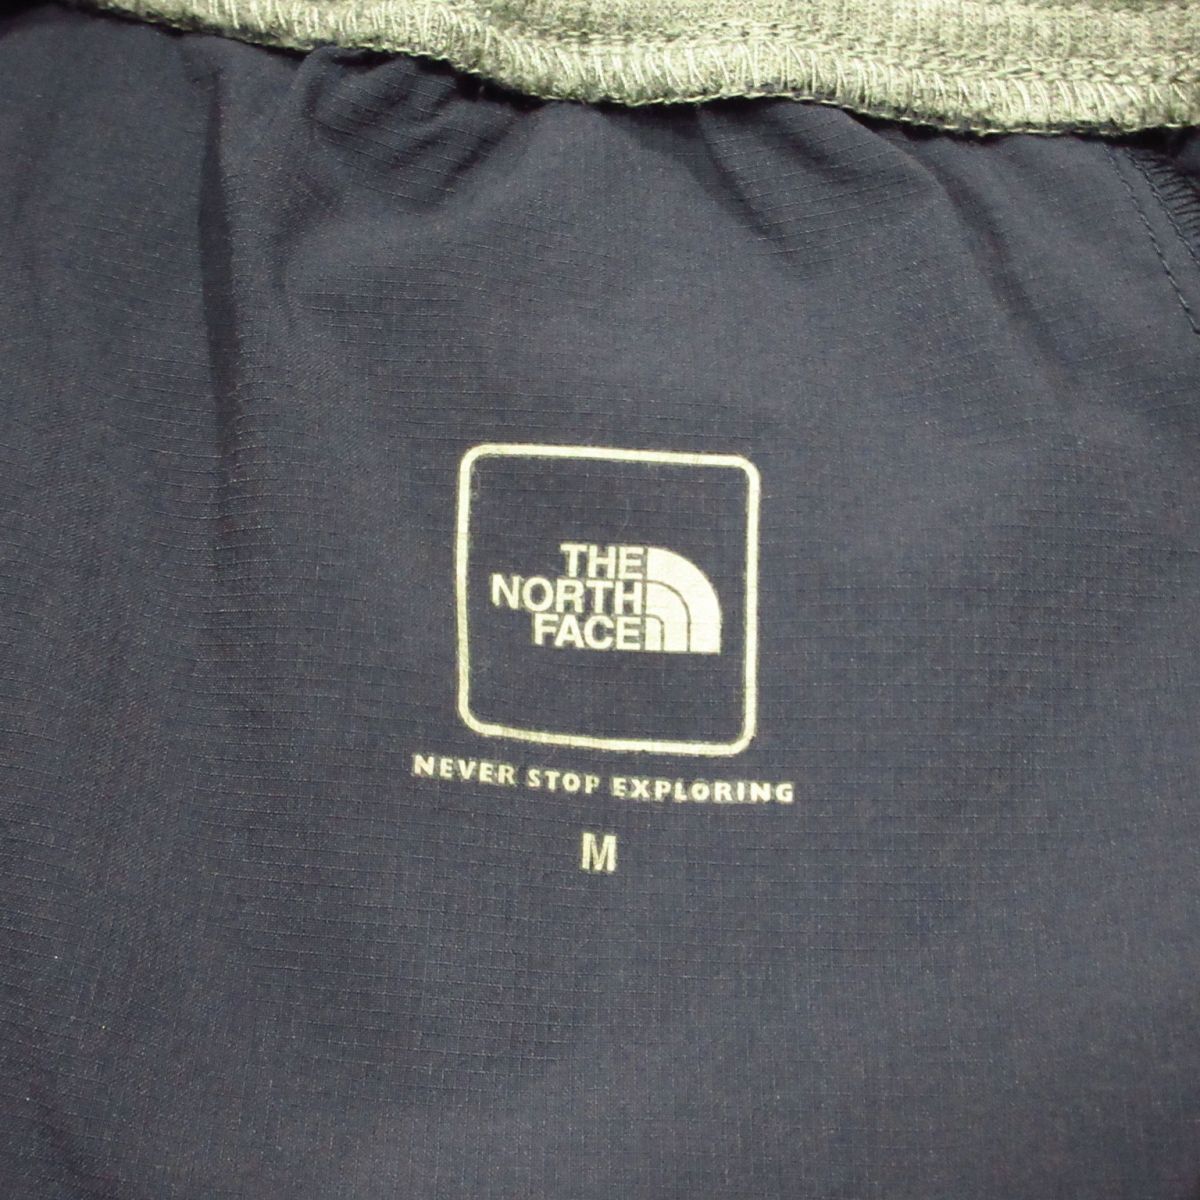 THE
NORTH
FACE
NEVER STOP EXPLORING
M